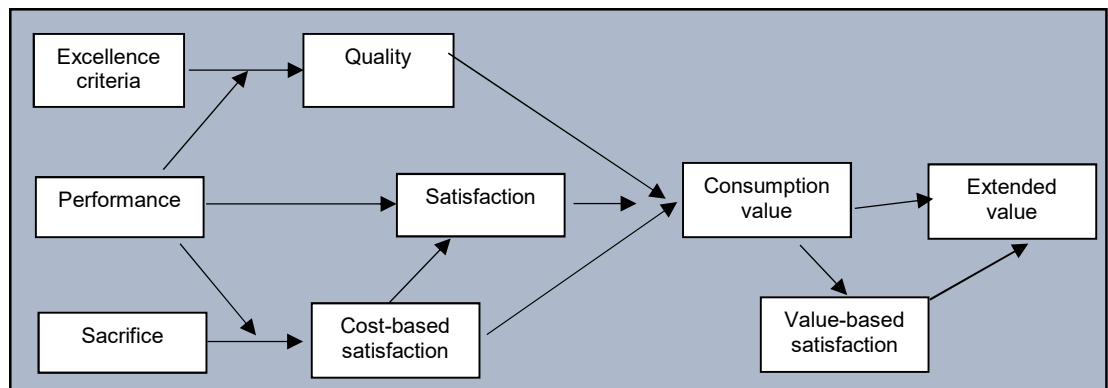 Excellence
criteria
Quality
Performance
Satisfaction
Consumption
value
Extended
value
Sacrifice
Cost-based
satisfaction
Value-based
satisfaction